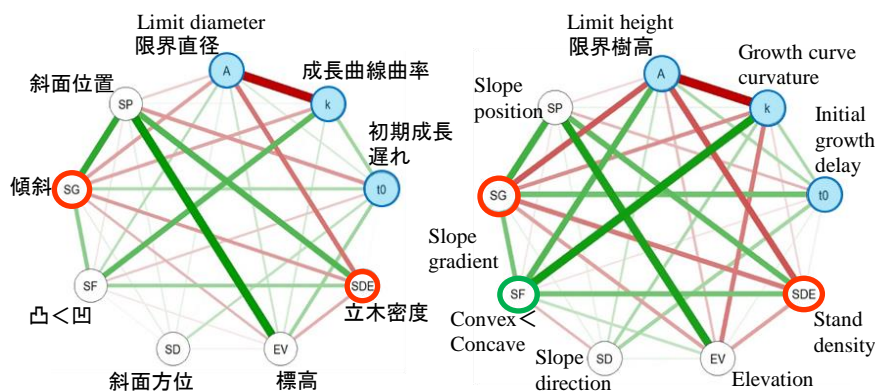 Limit diameter
限界直径
A
成長曲線曲率
k
斜面位置
SP
初期成長
遅れ
t0
傾斜
SG
SF
凸＜凹
SDE
立木密度
SD
斜面方位
EV
標高
Limit height
限界樹高
A
Growth curve
curvature
k
Slope
position
SP
Initial
growth
delay
t0
SG
Slope
gradient
SF
Convex＜
Concave
SDE
Stand
density
SD
Slope
direction
EV
Elevation